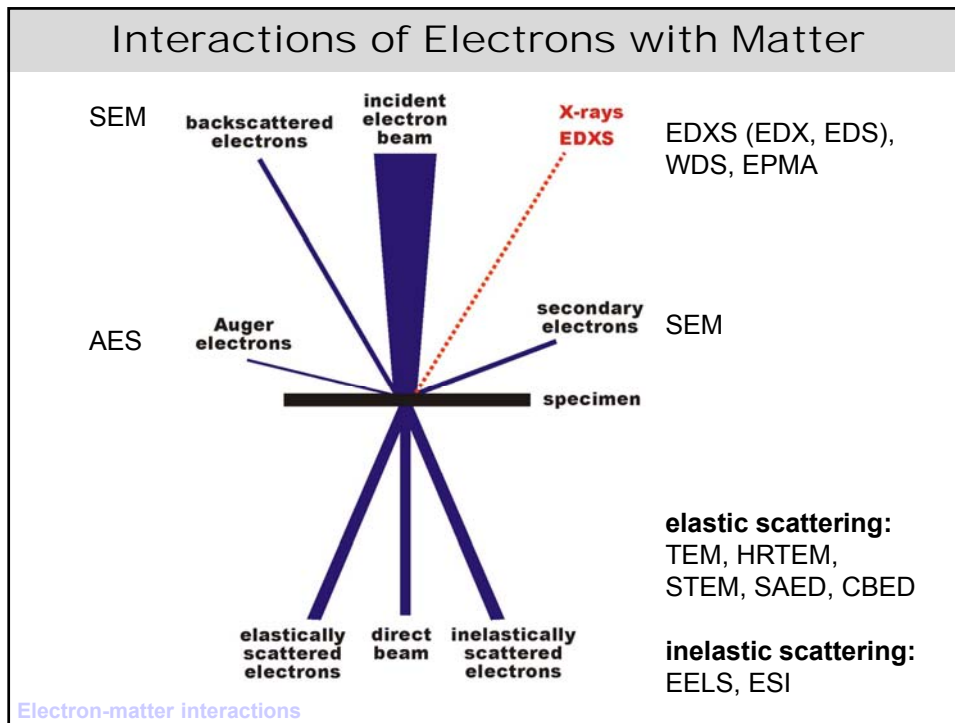 Interactions of Electrons with Matter
SEM
backscattered
electrons
incident
electron
beam
X-rays
EDXS
EDXS (EDX, EDS),
WDS, EPMA
AES
Auger
electrons
secondary
electrons
SEM
specimen
elastic scattering:
TEM, HRTEM,
STEM, SAED, CBED
elastically
scattered
electrons
direct
beam
inelastically
scattered
electrons
inelastic scattering:
EELS, ESI
Electron-matter interactions